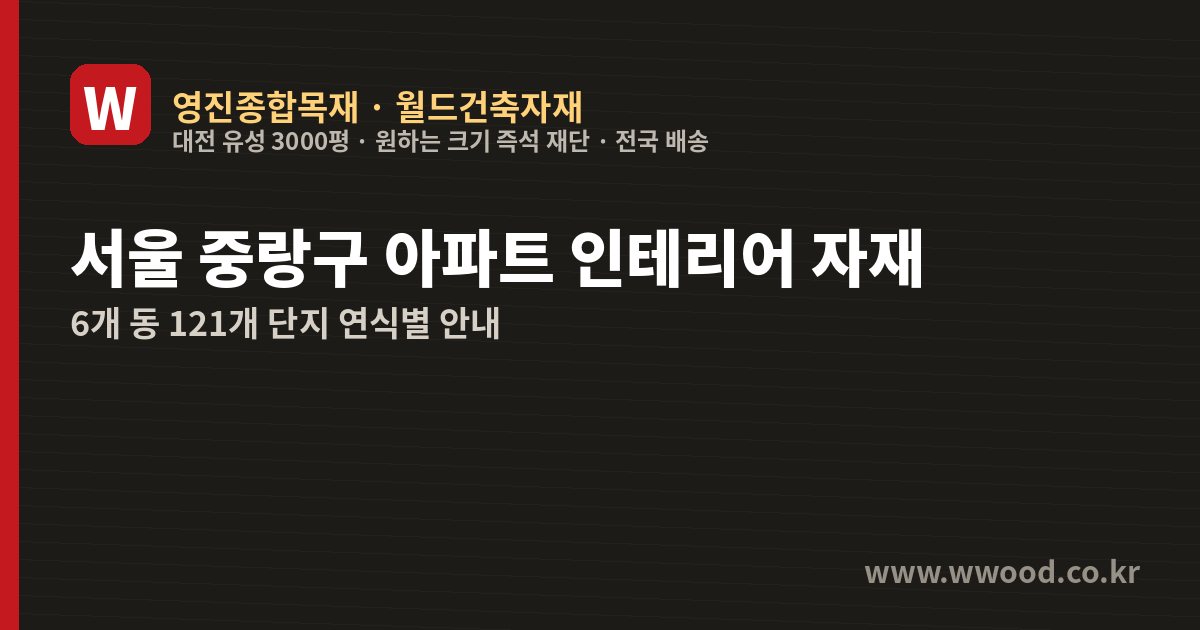 W
영진종합목재 · 월드건축자재
대전 유성 3000평 · 원하는 크기 즉석 재단 · 전국 배송
서울 중랑구 아파트 인테리어 자재
6개 동 121개 단지 연식별 안내
www.wwood.co.kr